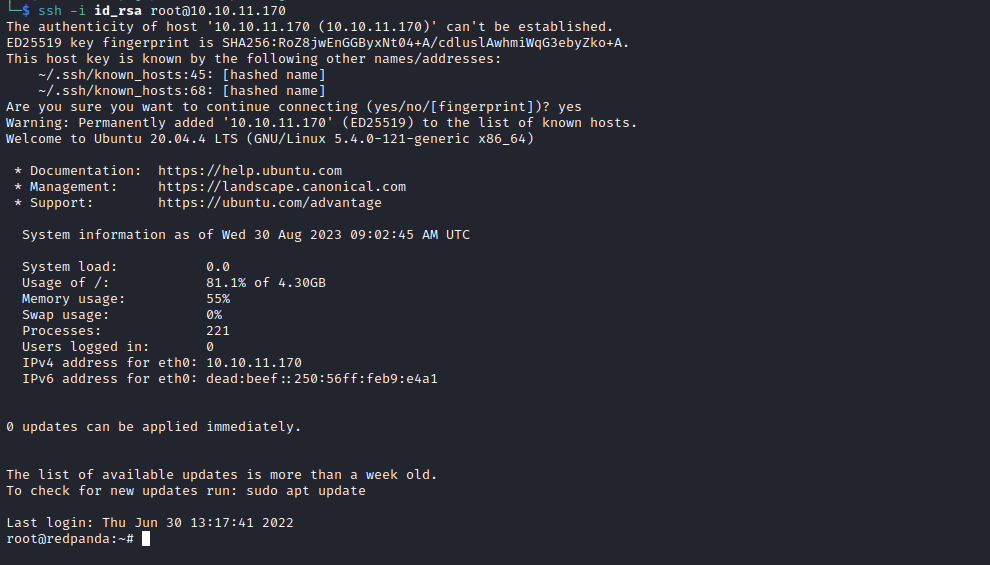 └─$ ssh -i id_rsa root@10.10.11.170
The authenticity of host '10.10.11.170 (10.10.11.170)' can't be established.
ED25519 key fingerprint is SHA256:RoZ8jwEnGGByxNt04+A/cdluslAwhmiWqG3ebyZko+A.
This host key is known by the following other names/addresses:
    ~/.ssh/known_hosts:45: [hashed name]
    ~/.ssh/known_hosts:68: [hashed name]
Are you sure you want to continue connecting (yes/no/[fingerprint])? yes
Warning: Permanently added '10.10.11.170' (ED25519) to the list of known hosts.
Welcome to Ubuntu 20.04.4 LTS (GNU/Linux 5.4.0-121-generic x86_64)
 * Documentation:  https://help.ubuntu.com
 * Management:     https://landscape.canonical.com
 * Support:        https://ubuntu.com/advantage
  System information as of Wed 30 Aug 2023 09:02:45 AM UTC
  System load:           0.0
  Usage of /:            81.1% of 4.30GB
  Memory usage:          55%
  Swap usage:            0%
  Processes:             221
  Users logged in:       0
  IPv4 address for eth0: 10.10.11.170
  IPv6 address for eth0: dead:beef::250:56ff:feb9:e4a1
0 updates can be applied immediately.
The list of available updates is more than a week old.
To check for new updates run: sudo apt update
Last login: Thu Jun 30 13:17:41 2022
root@redpanda:~#